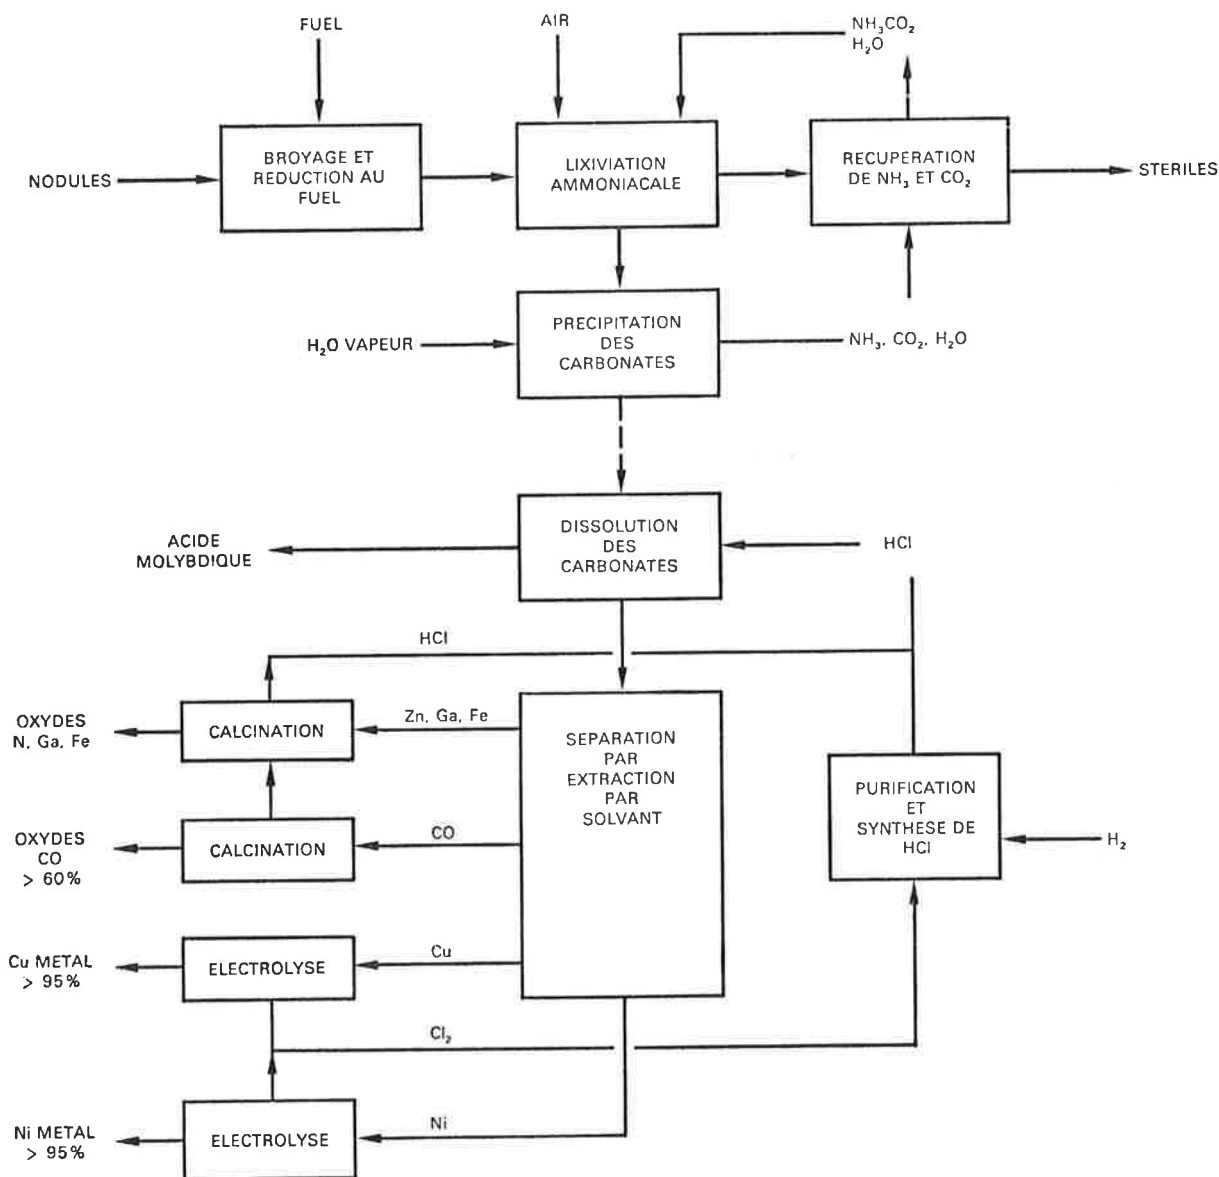 FUEL
AIR
NH₃CO₂
H₂O
NODULES
BROYAGE ET
REDUCTION AU
FUEL
LIXIVIATION
AMMONIACALE
RECUPERATION
DE NH₃ ET CO₂
STERILES
H₂O VAPEUR
PRECIPITATION
DES
CARBONATES
NH₃, CO₂, H₂O
ACIDE
MOLYBDIQUE
DISSOLUTION
DES
CARBONATES
HCl
HCl
OXYDES
N, Ga, Fe
CALCINATION
Zn, Ga, Fe
SEPARATION
PAR
EXTRACTION
PAR
SOLVANT
PURIFICATION
ET
SYNTHESE DE
HCl
H₂
OXYDES
CO
> 60%
CALCINATION
CO
Cu METAL
> 95%
ELECTROLYSE
Cu
Cl₂
Ni METAL
> 95%
ELECTROLYSE
Ni